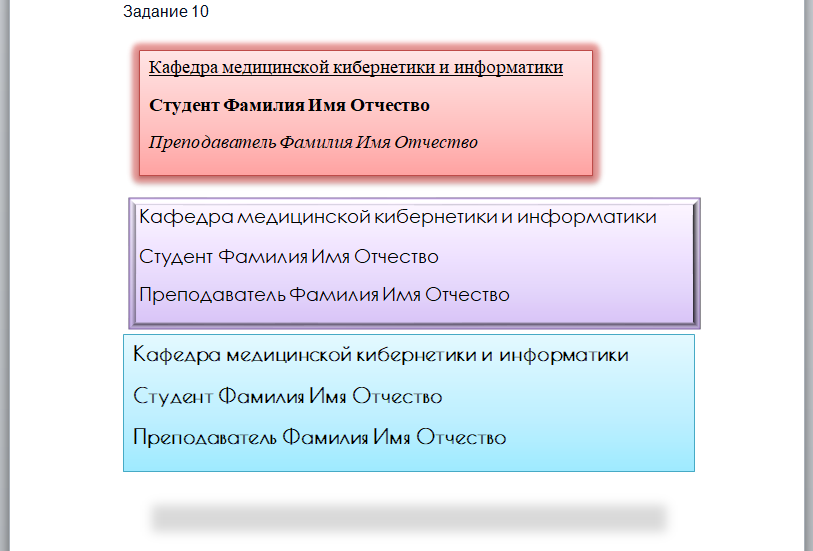 Задание 10
Кафедра медицинской кибернетики и информатики
Студент Фамилия Имя Отчество
Преподаватель Фамилия Имя Отчество
Кафедра медицинской кибернетики и информатики
Студент Фамилия Имя Отчество
Преподаватель Фамилия Имя Отчество
Кафедра медицинской кибернетики и информатики
Студент Фамилия Имя Отчество
Преподаватель Фамилия Имя Отчество